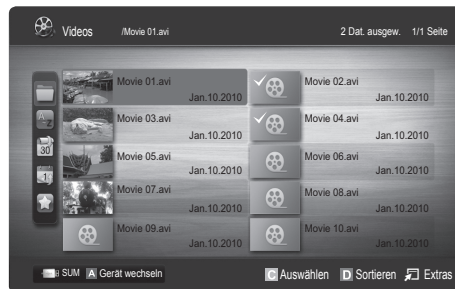 Videos /Movie 01.avi 2 Dat. ausgew. 1/1 Seite
Movie 01.avi Movie 02.avi
Jan.10.2010 Jan.10.2010
Movie 03.avi Movie 04.avi
Jan.10.2010 Jan.10.2010
Movie 05.avi Movie 06.avi
Jan.10.2010 Jan.10.2010
Movie 07.avi Movie 08.avi
Jan.10.2010 Jan.10.2010
Movie 09.avi Movie 10.avi
Jan.10.2010 Jan.10.2010
SUM A Gerät wechseln C Auswählen D Sortieren Extras